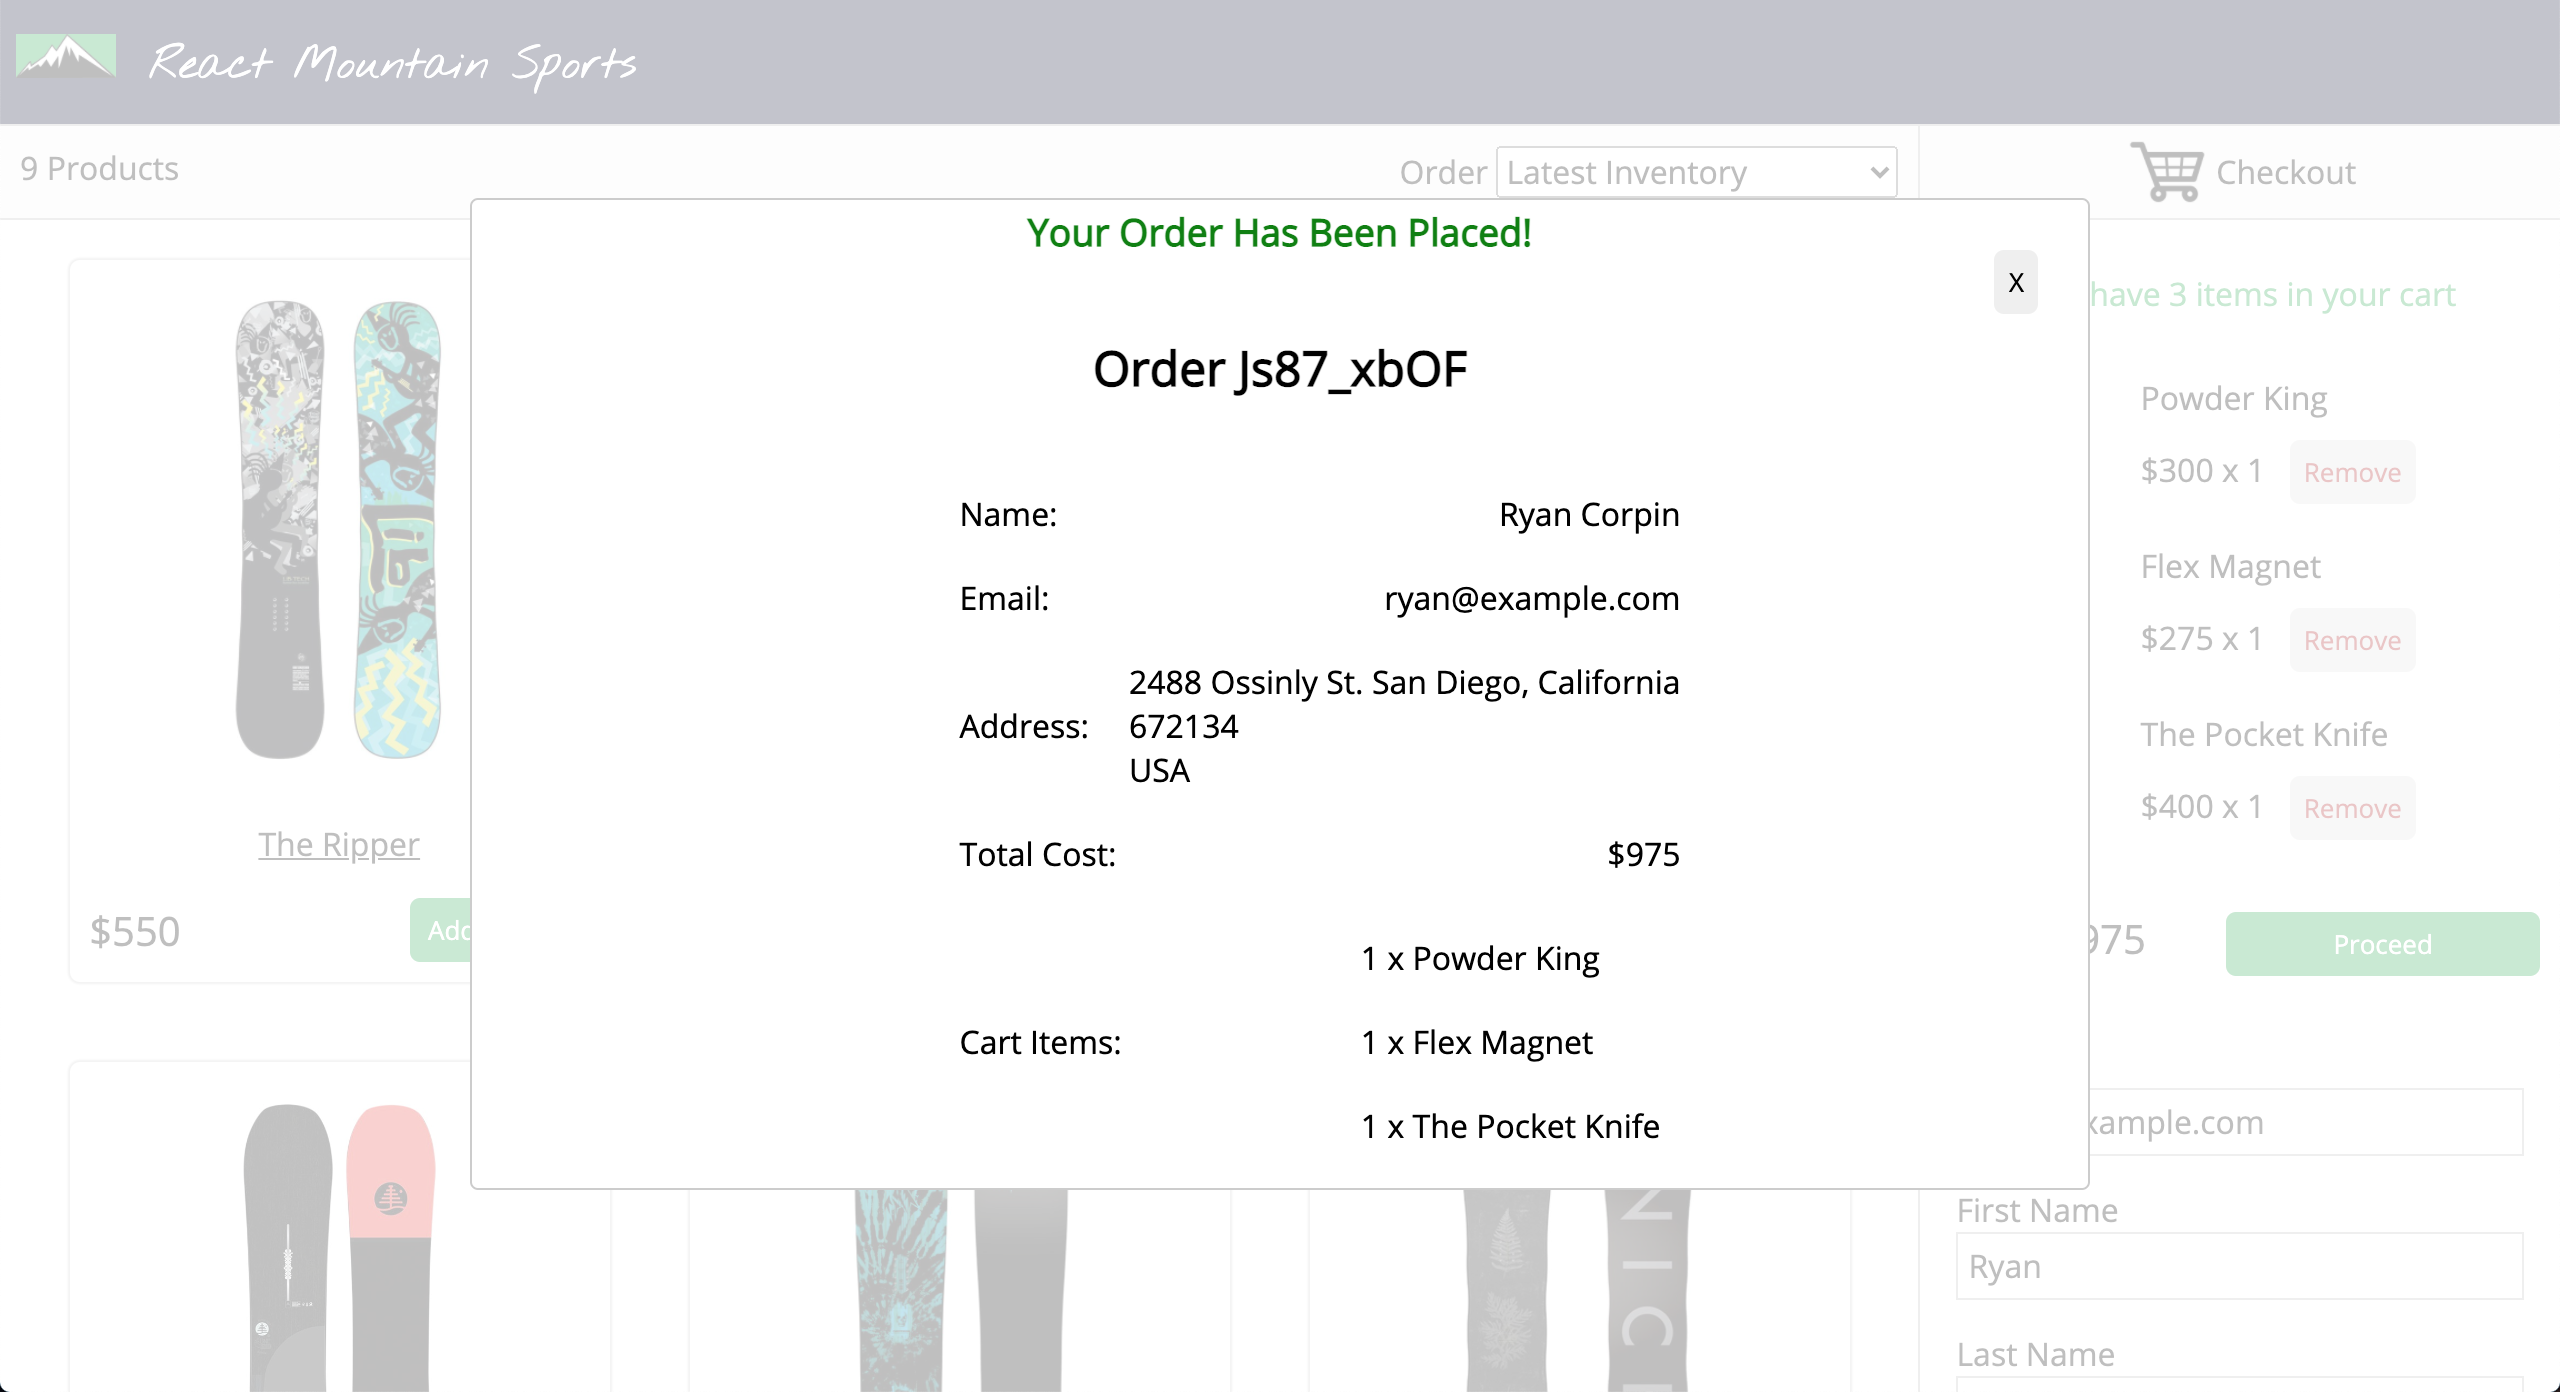 React Mountain Sports
9 Products
Order Latest Inventory
Checkout
Your Order Has Been Placed!
X
Order Js87_xbOF
Name: Ryan Corpin
Email: ryan@example.com
Address: 2488 Ossinly St. San Diego, California
672134
USA
Total Cost: $975
Cart Items:
1 x Powder King
1 x Flex Magnet
1 x The Pocket Knife
The Ripper
$550
Add
have 3 items in your cart
Powder King
$300 x 1 Remove
Flex Magnet
$275 x 1 Remove
The Pocket Knife
$400 x 1 Remove
975 Proceed
xample.com
First Name
Ryan
Last Name
Lib
NICE